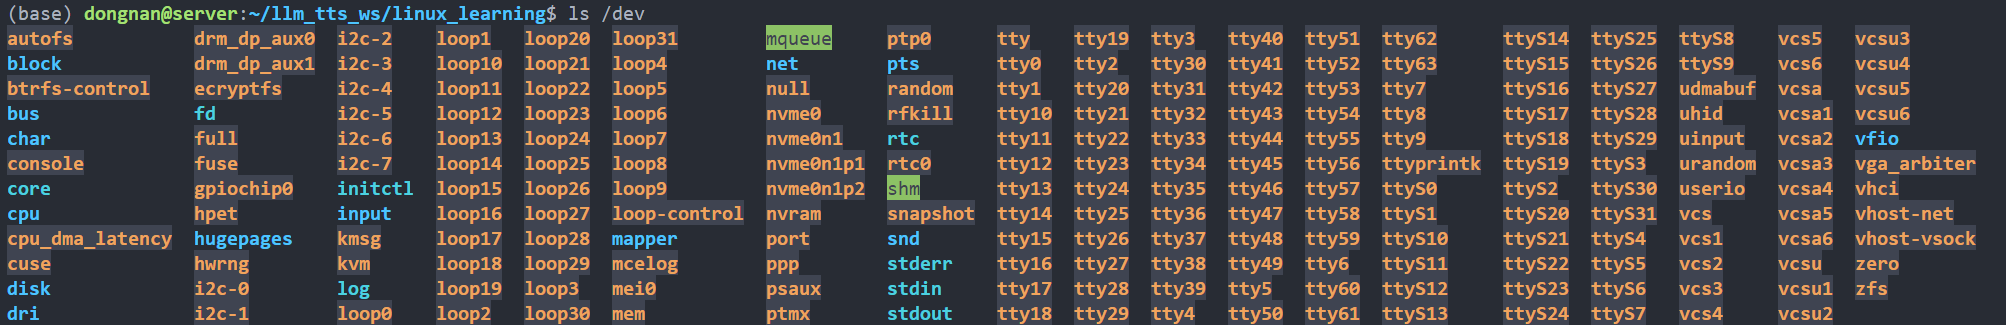 (base) dongnan@server:~/llm_tts_ws/linux_learning$ ls /dev
autofs drm_dp_aux0 i2c-2 loop1 loop20 loop31 mqueue ptp0 tty tty19 tty3 tty40 tty51 tty62 ttyS14 ttyS25 ttyS8 vcs5 vcsu3
block drm_dp_aux1 i2c-3 loop10 loop21 loop4 net pts tty0 tty2 tty30 tty41 tty52 tty63 ttyS15 ttyS26 ttyS9 vcs6 vcsu4
btrfs-control ecryptfs i2c-4 loop11 loop22 loop5 null random tty1 tty20 tty31 tty42 tty53 tty7 ttyS16 ttyS27 udmabuf vcsa vcsu5
bus fd i2c-5 loop12 loop23 loop6 nvme0 rfkill tty10 tty21 tty32 tty43 tty54 tty8 ttyS17 ttyS28 uhid vcsa1 vcsu6
char full i2c-6 loop13 loop24 loop7 nvme0n1 rtc tty11 tty22 tty33 tty44 tty55 tty9 ttyS18 ttyS29 uinput vcsa2 vfio
console fuse i2c-7 loop14 loop25 loop8 nvme0n1p1 rtc0 tty12 tty23 tty34 tty45 tty56 ttyprintk ttyS19 ttyS3 urandom vcsa3 vga_arbiter
core gpiochip0 initctl loop15 loop26 loop9 nvme0n1p2 shm tty13 tty24 tty35 tty46 tty57 ttyS0 ttyS2 ttyS30 userio vcsa4 vhci
cpu hpet input loop16 loop27 loop-control nvram snapshot tty14 tty25 tty36 tty47 tty58 ttyS1 ttyS20 ttyS31 vcs vcsa5 vhost-net
cpu_dma_latency hugepages kmsg loop17 loop28 mapper port snd tty15 tty26 tty37 tty48 tty59 ttyS10 ttyS21 ttyS4 vcs1 vcsa6 vhost-vsock
cuse hwrng kvm loop18 loop29 mcelog ppp stderr tty16 tty27 tty38 tty49 tty6 ttyS11 ttyS22 ttyS5 vcs2 vcsu zero
disk i2c-0 log loop19 loop3 mei0 psaux stdin tty17 tty28 tty39 tty5 tty60 ttyS12 ttyS23 ttyS6 vcs3 vcsu1 zfs
dri i2c-1 loop0 loop2 loop30 mem ptmx stdout tty18 tty29 tty4 tty50 tty61 ttyS13 ttyS24 ttyS7 vcs4 vcsu2